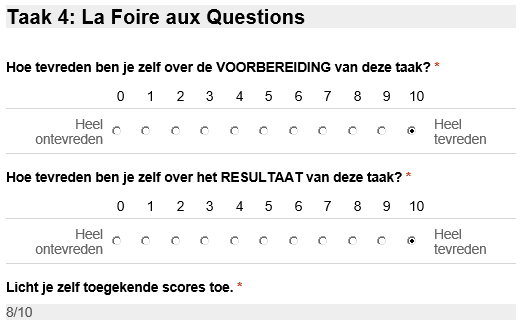 Taak 4: La Foire aux Questions
Hoe tevreden ben je zelf over de VOORBEREIDING van deze taak? *
0 1 2 3 4 5 6 7 8 9 10
Heel ontevreden
Heel tevreden
Hoe tevreden ben je zelf over het RESULTAAT van deze taak? *
0 1 2 3 4 5 6 7 8 9 10
Heel ontevreden
Heel tevreden
Licht je zelf toegekende scores toe. *
8/10